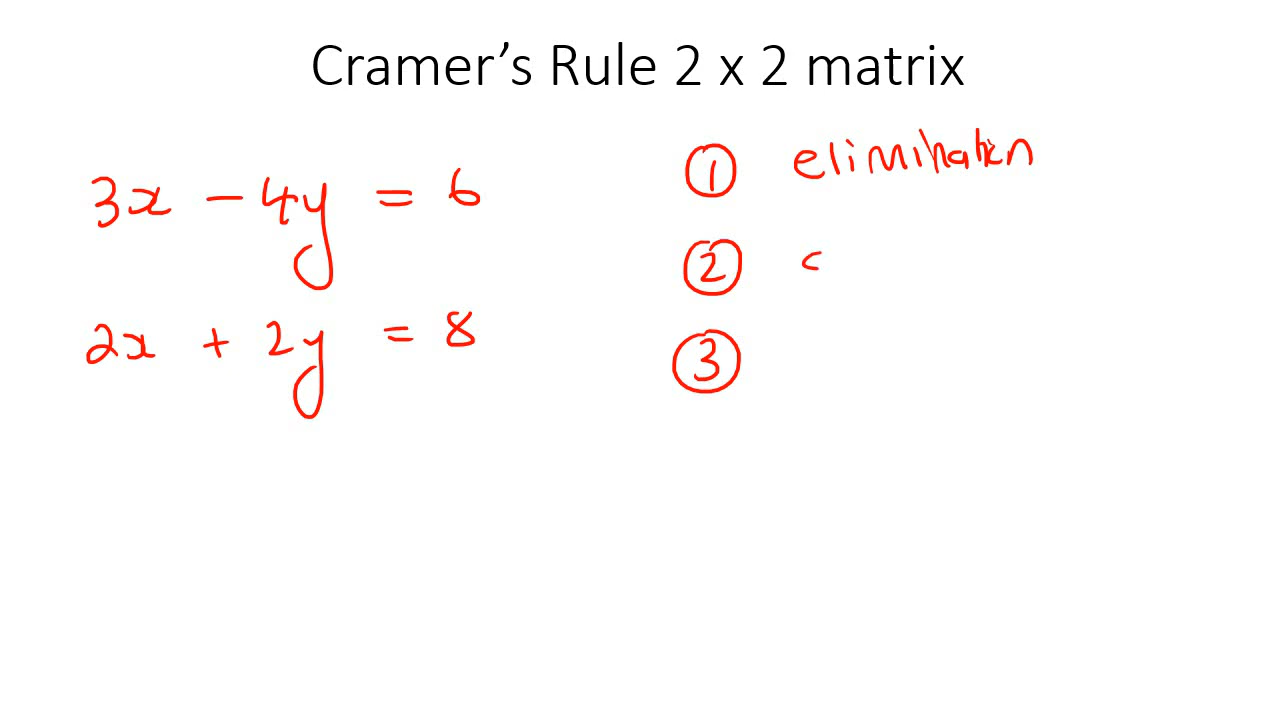 Cramer's Rule 2 x 2 matrix
3x - 4y = 6
2x + 2y = 8
① elimination
②
③